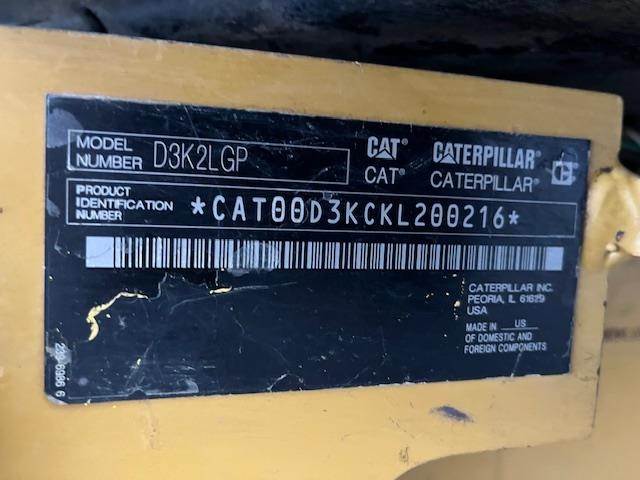 MODEL NUMBER D3K2LGP
CAT® CATERPILLAR®
CAT® CATERPILLAR®
PRODUCT IDENTIFICATION NUMBER *CAT00D3KCKL200216*
CATERPILLAR INC.
PEORIA, IL 61629
USA
MADE IN US
OF DOMESTIC AND
FOREIGN COMPONENTS